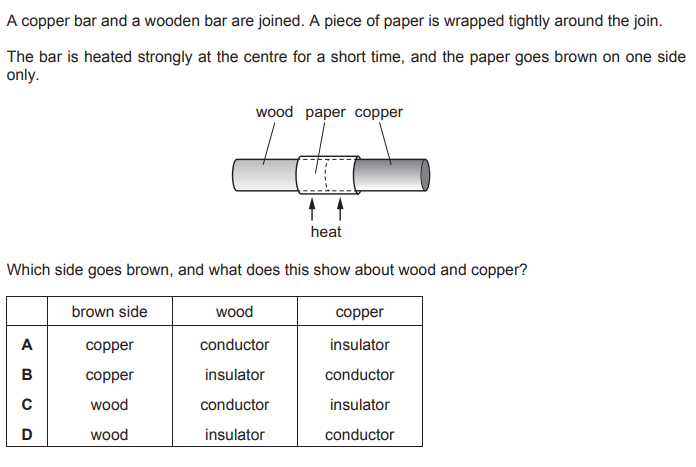 A copper bar and a wooden bar are joined. A piece of paper is wrapped tightly around the join.
The bar is heated strongly at the centre for a short time, and the paper goes brown on one side
only.
wood paper copper
heat
Which side goes brown, and what does this show about wood and copper?
brown side wood copper
A copper conductor insulator
B copper insulator conductor
C wood conductor insulator
D wood insulator conductor